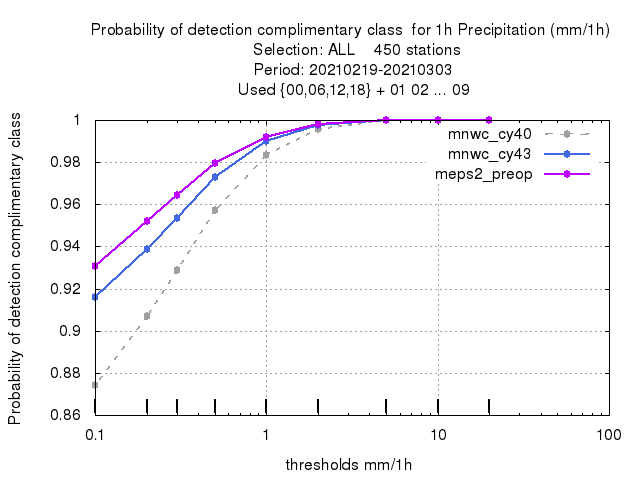 Probability of detection complimentary class  for 1h Precipitation (mm/1h)
Selection: ALL    450 stations
Period: 20210219-20210303
Used {00,06,12,18} + 01 02 ... 09
Probability of detection complimentary class
1
0.98
0.96
0.94
0.92
0.9
0.88
0.86
mnwc_cy40
mnwc_cy43
meps2_preop
0.1 1 10 100
thresholds mm/1h